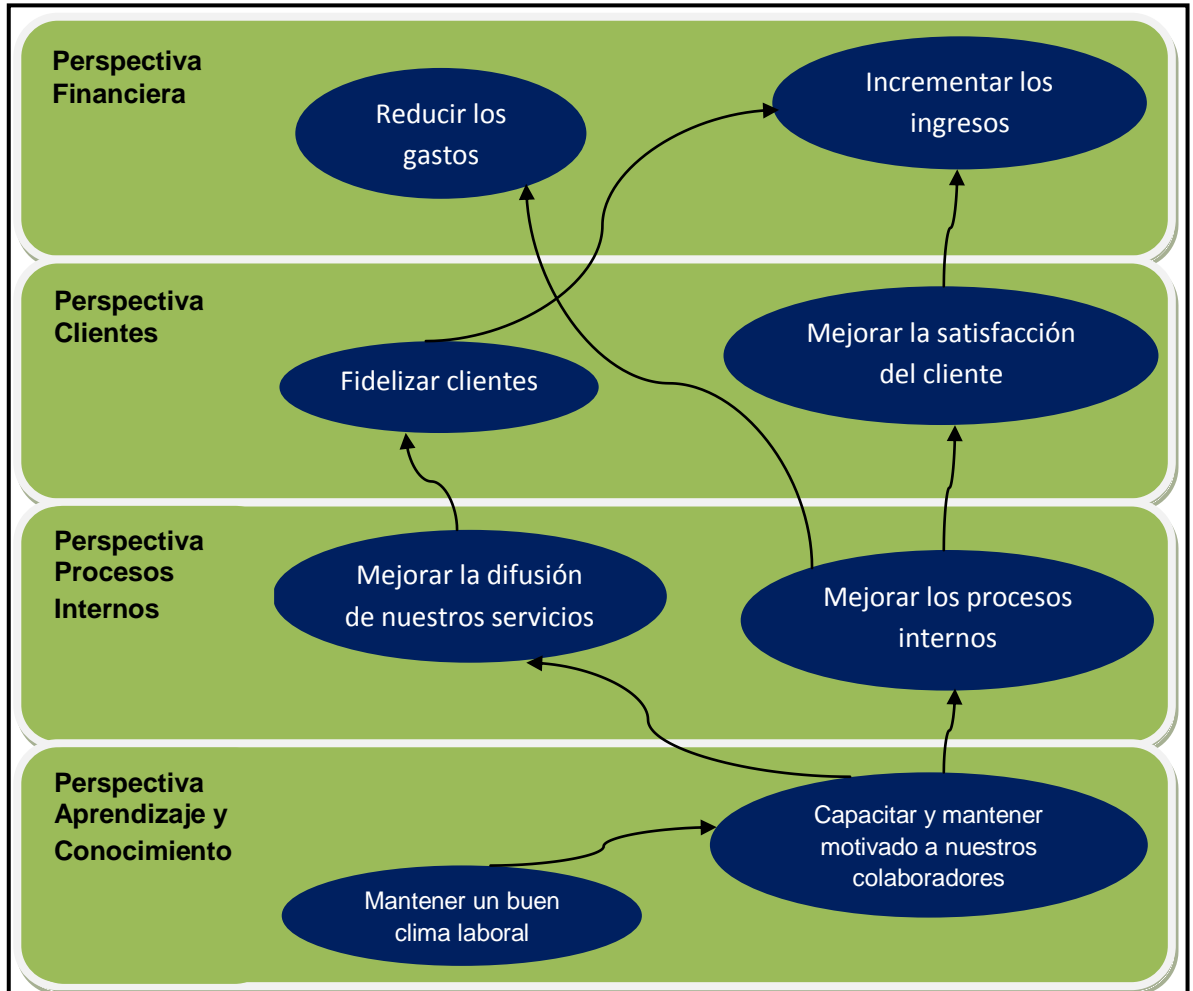 Perspectiva
Financiera
Reducir los
gastos
Incrementar los
ingresos
Perspectiva
Clientes
Fidelizar clientes
Mejorar la satisfacción
del cliente
Perspectiva
Procesos
Internos
Mejorar la difusión
de nuestros servicios
Mejorar los procesos
internos
Perspectiva
Aprendizaje y
Conocimiento
Mantener un buen
clima laboral
Capacitar y mantener
motivado a nuestros
colaboradores